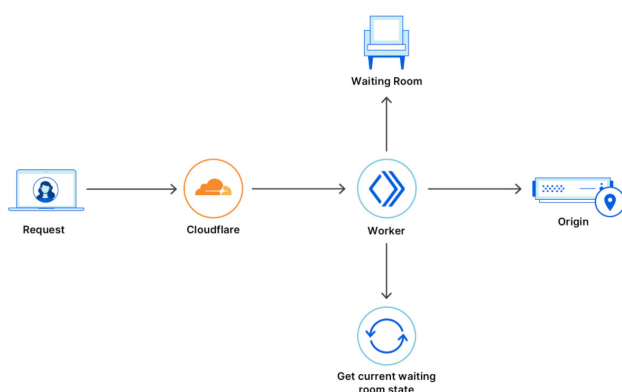 Waiting Room
Request
Cloudflare
Worker
Origin
Get current waiting
room state